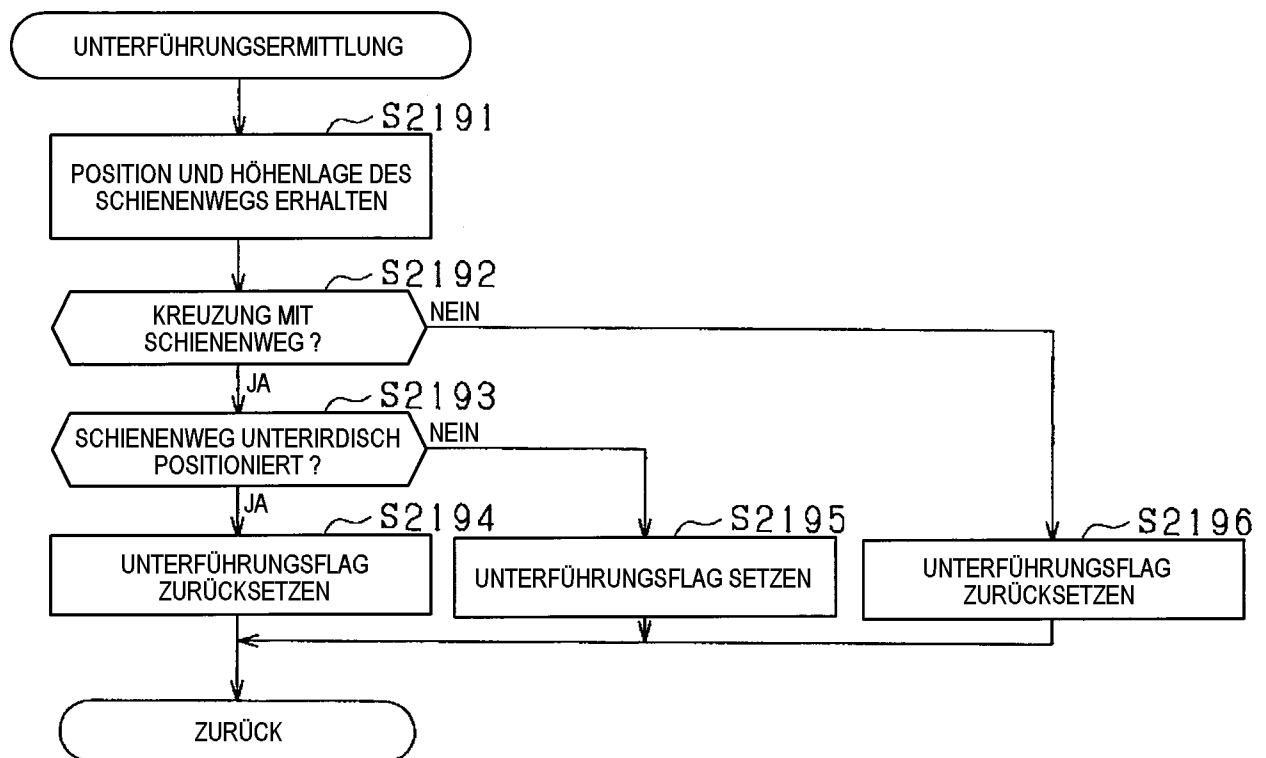 UNTERFÜHRUNGSERMITTLUNG
S2191
POSITION UND HÖHENLAGE DES
SCHIENENWEGS ERHALTEN
S2192
KREUZUNG MIT
SCHIENENWEG ?
NEIN
JA
S2193
SCHIENENWEG UNTERIRDISCH
POSITIONIERT ?
NEIN
JA
S2194
UNTERFÜHRUNGSFLAG
ZURÜCKSETZEN
S2195
UNTERFÜHRUNGSFLAG SETZEN
S2196
UNTERFÜHRUNGSFLAG
ZURÜCKSETZEN
ZURÜCK